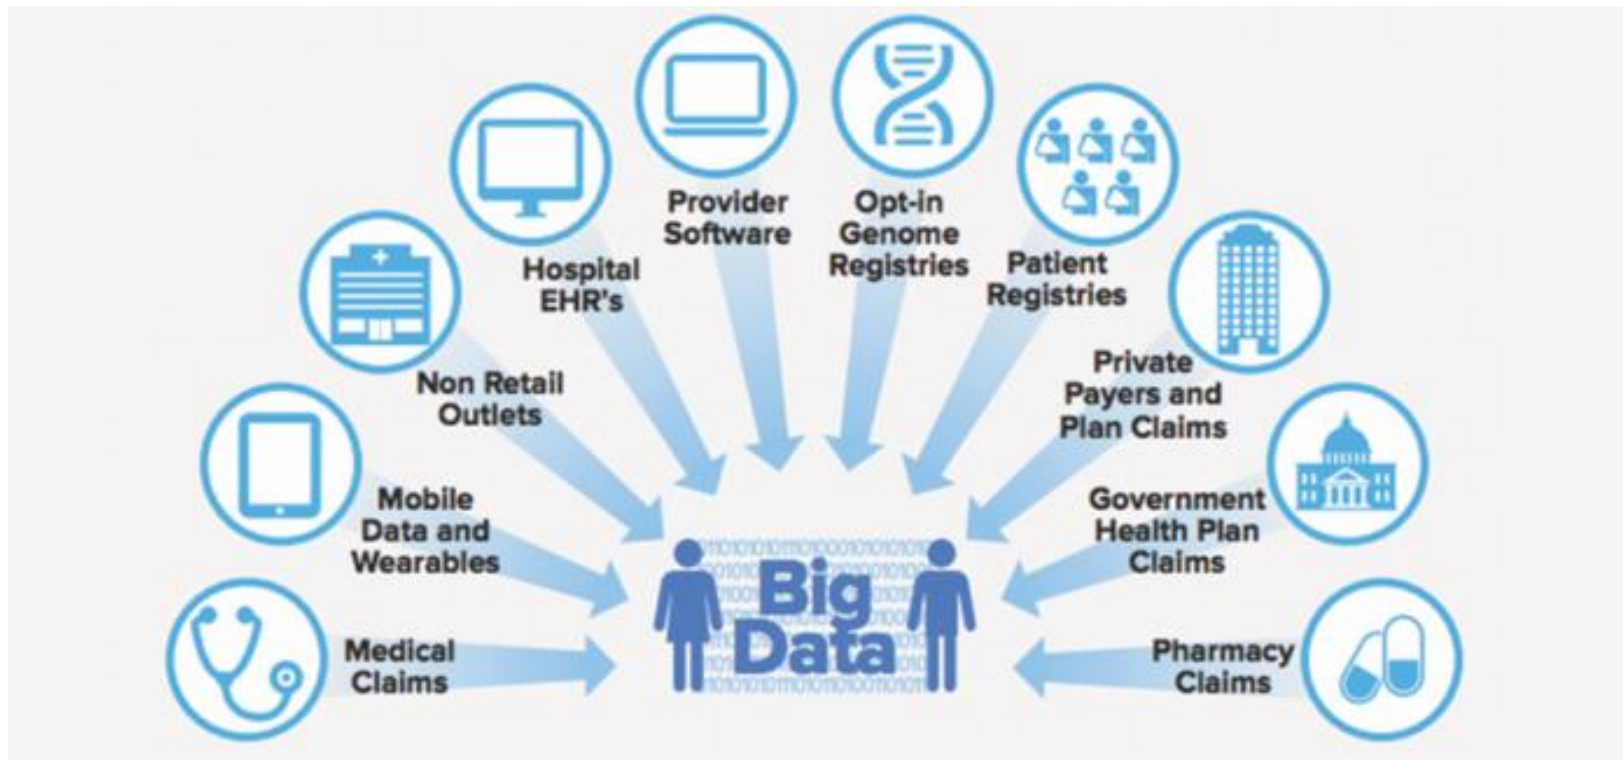 Provider
Software
Opt-in
Genome
Registries
Hospital
EHR's
Patient
Registries
Non Retail
Outlets
Private
Payers and
Plan Claims
Mobile
Data and
Wearables
Government
Health Plan
Claims
Medical
Claims
Big
Data
Pharmacy
Claims